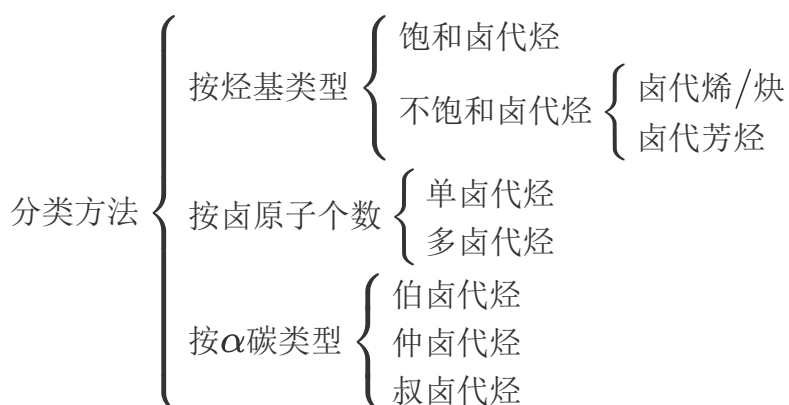 分类方法
按烃基类型
饱和卤代烃
不饱和卤代烃
卤代烯/炔
卤代芳烃
按卤原子个数
单卤代烃
多卤代烃
按α碳类型
伯卤代烃
仲卤代烃
叔卤代烃